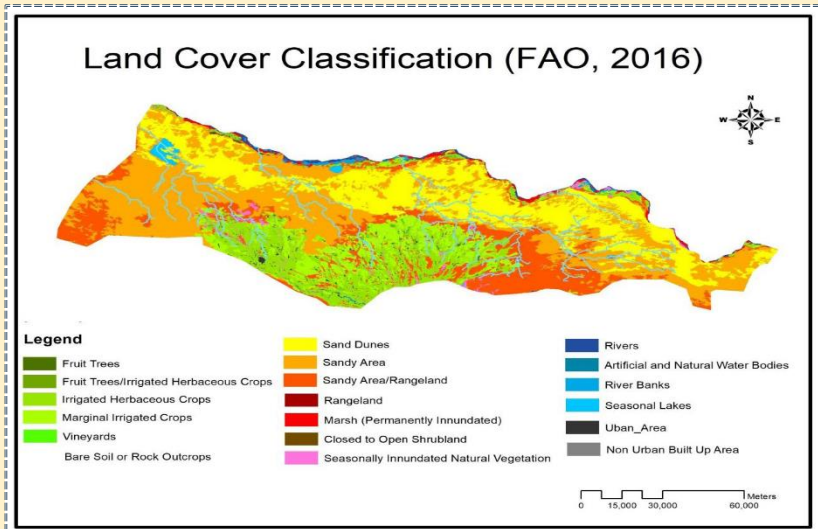 Land Cover Classification (FAO, 2016)
N
W E
S
Legend
Fruit Trees
Fruit Trees/Irrigated Herbaceous Crops
Irrigated Herbaceous Crops
Marginal Irrigated Crops
Vineyards
Bare Soil or Rock Outcrops
Sand Dunes
Sandy Area
Sandy Area/Rangeland
Rangeland
Marsh (Permanently Innundated)
Closed to Open Shrubland
Seasonally Innundated Natural Vegetation
Rivers
Artificial and Natural Water Bodies
River Banks
Seasonal Lakes
Uban_Area
Non Urban Built Up Area
Meters
0 15,000 30,000 60,000